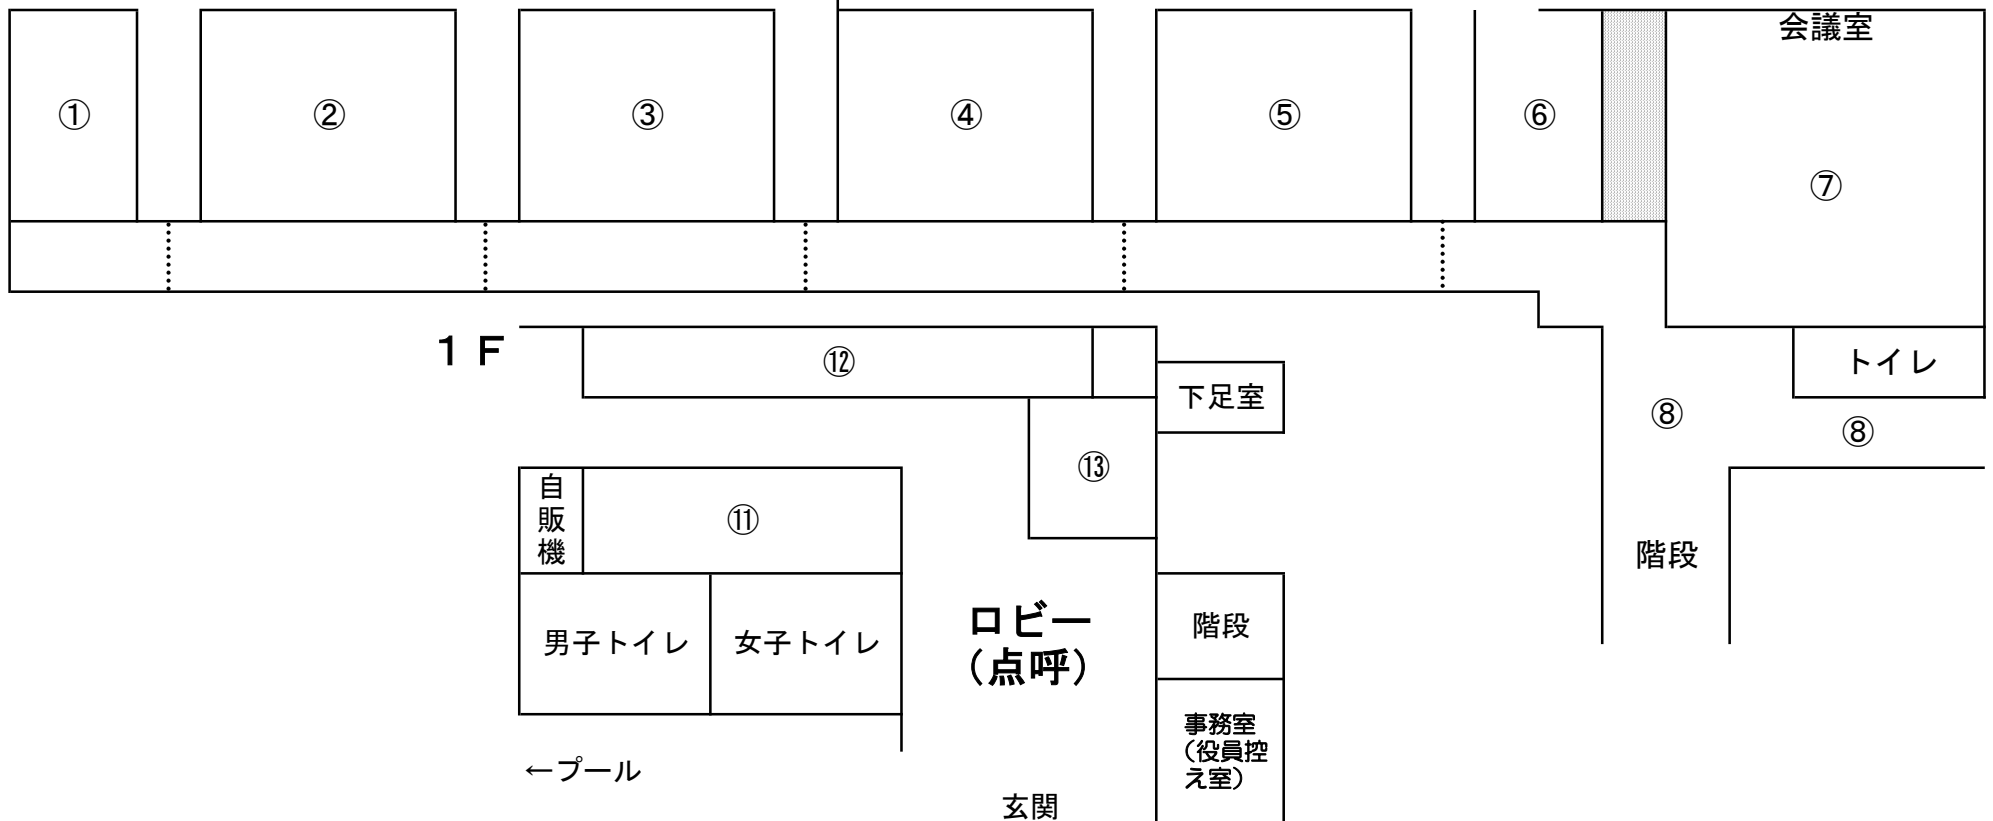 会議室
①
②
③
④
⑤
⑥
⑦
1 F
⑫
下足室
トイレ
⑧
⑧
⑬
自
販
機
⑪
階段
男子トイレ
女子トイレ
ロビー
(点呼)
階段
事務室
(役員控
え室)
←プール
玄関